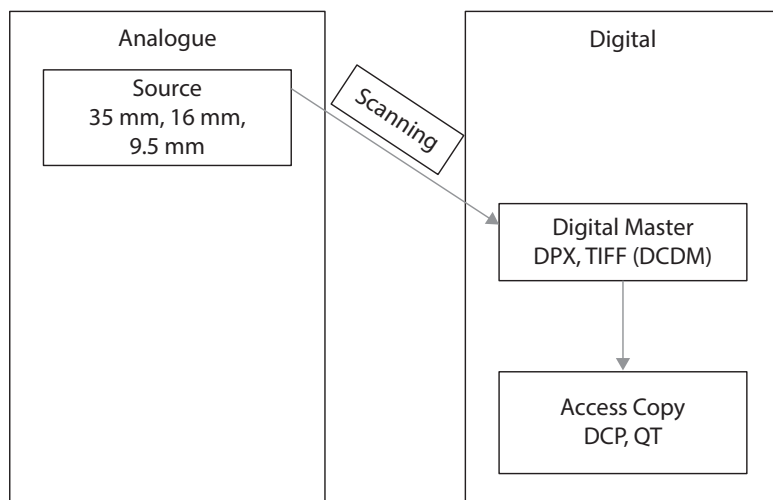 Analogue
Source
35 mm, 16 mm,
9.5 mm
Scanning
Digital
Digital Master
DPX, TIFF (DCDM)
Access Copy
DCP, QT